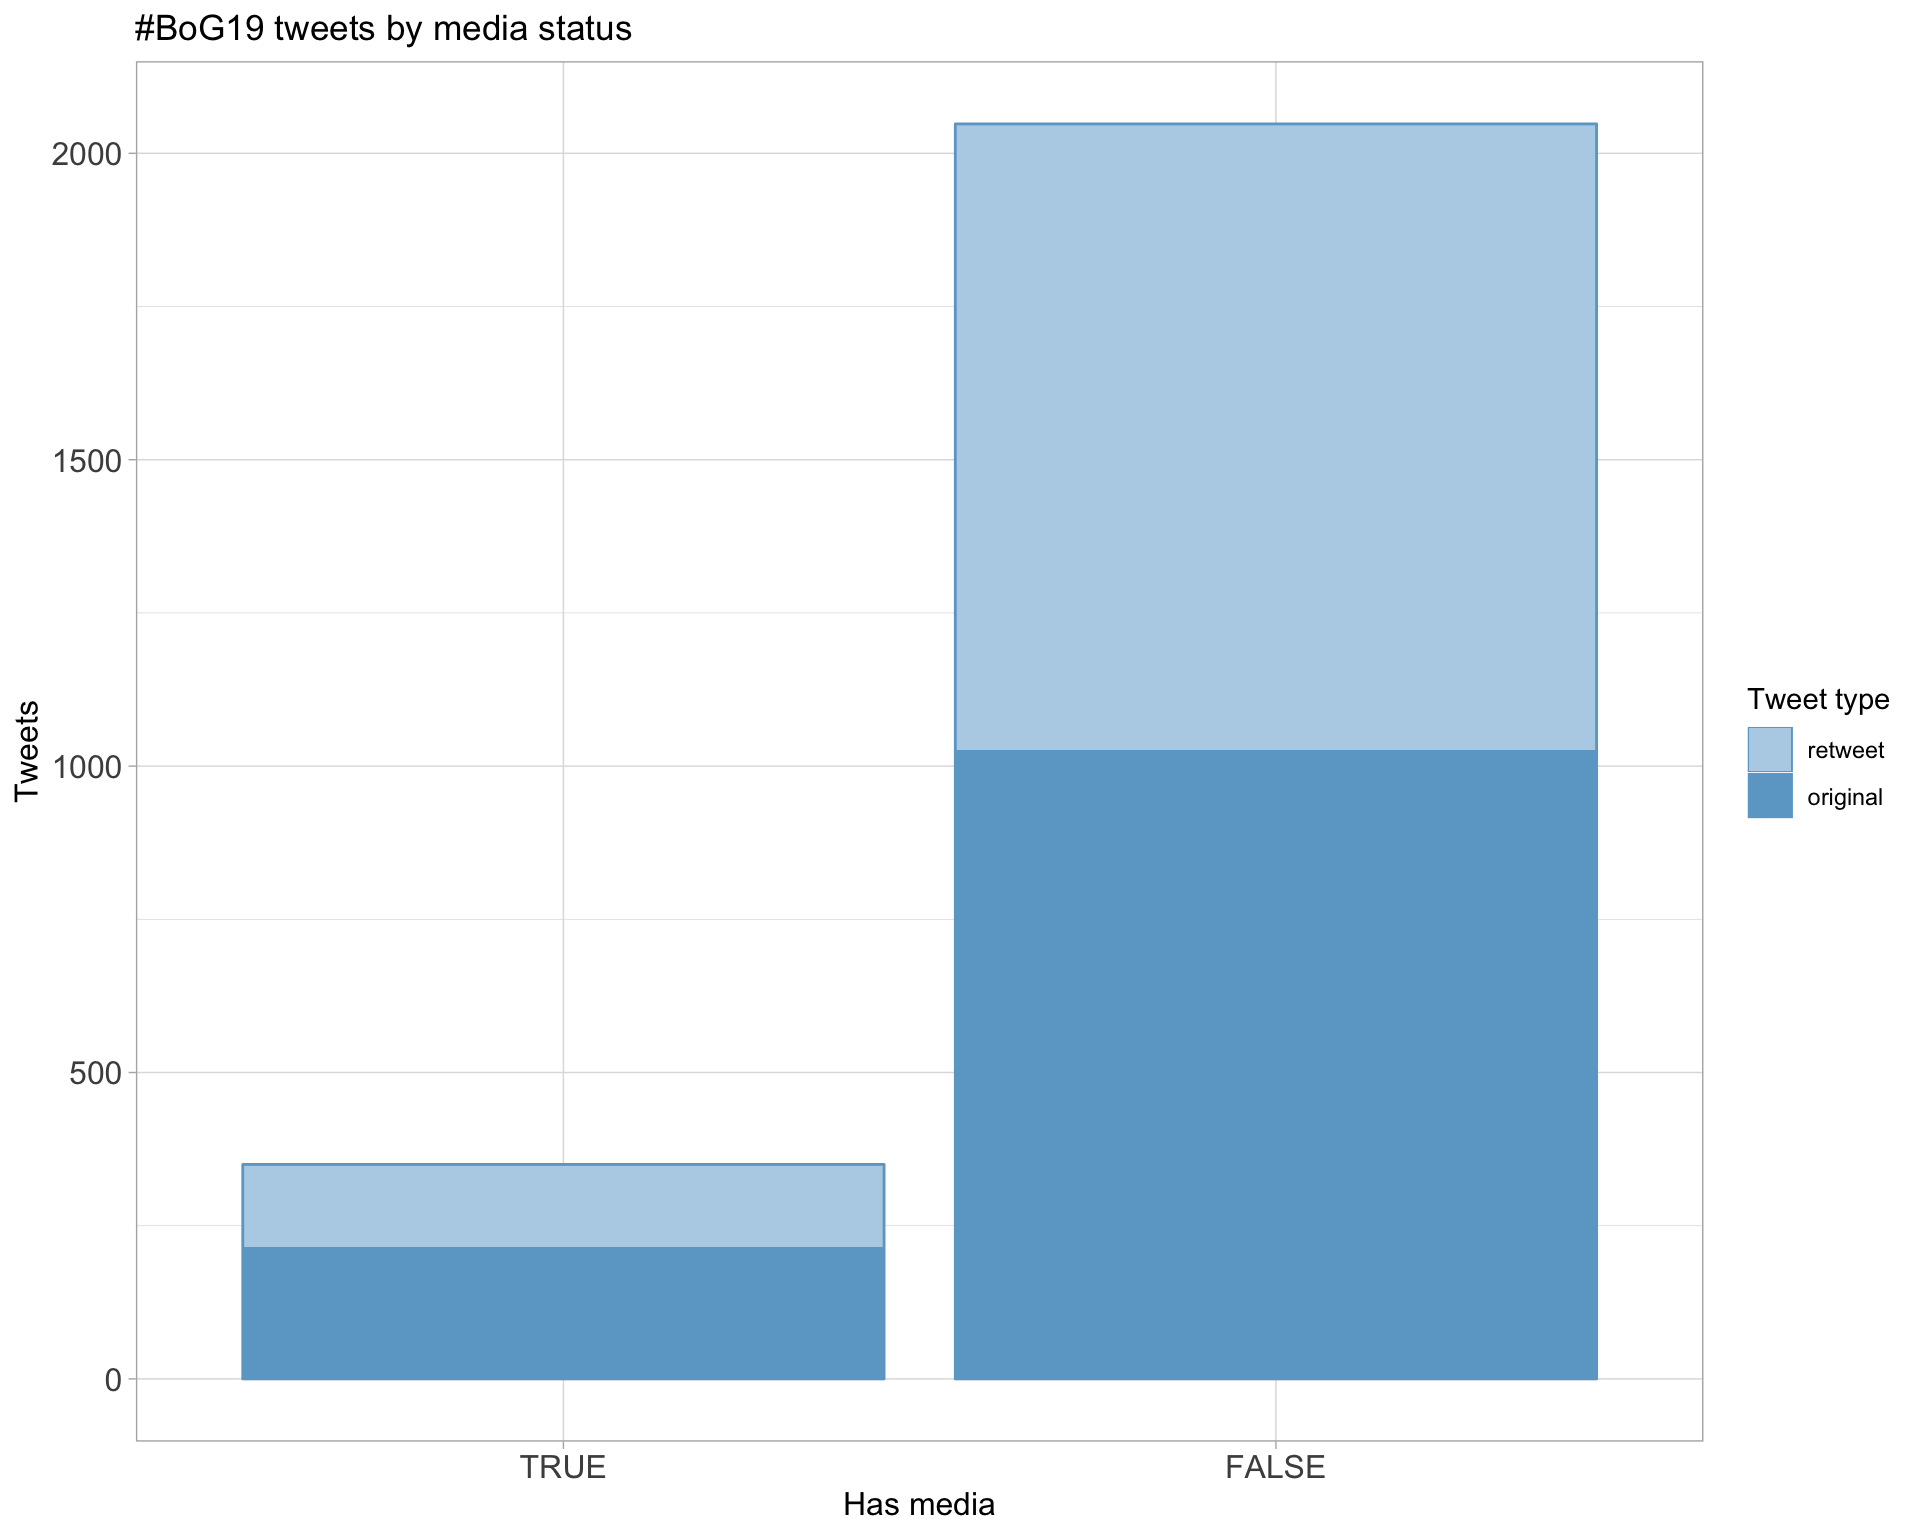 #BoG19 tweets by media status
Tweets
2000
1500
1000
500
0
TRUE
FALSE
Has media
Tweet type
retweet
original